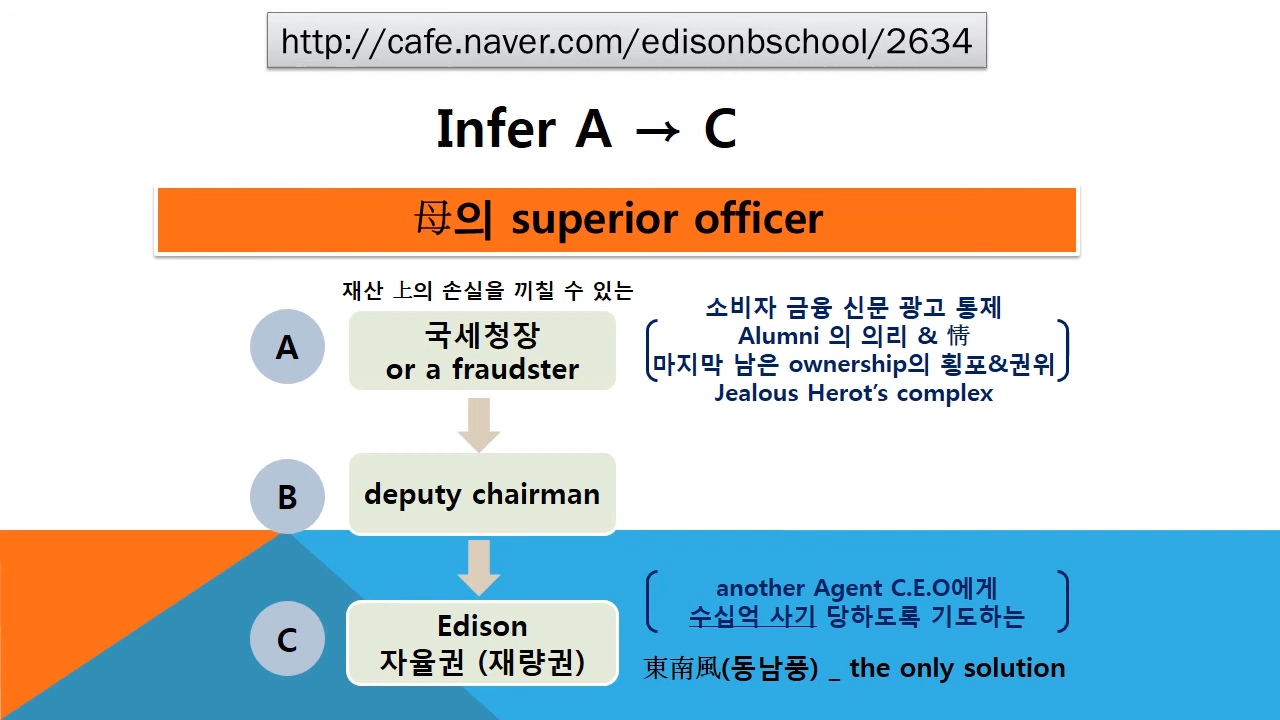 http://cafe.naver.com/edisonbschool/2634
Infer A → C
母의 superior officer
재산 上의 손실을 끼칠 수 있는
A
국세청장
or a fraudster
소비자 금융 신문 광고 통제
Alumni 의 의리 & 情
마지막 남은 ownership의 횡포&권위
Jealous Herot’s complex
B
deputy chairman
C
Edison
자율권 (재량권)
another Agent C.E.O에게
수십억 사기 당하도록 기도하는
東南風(동남풍) _ the only solution